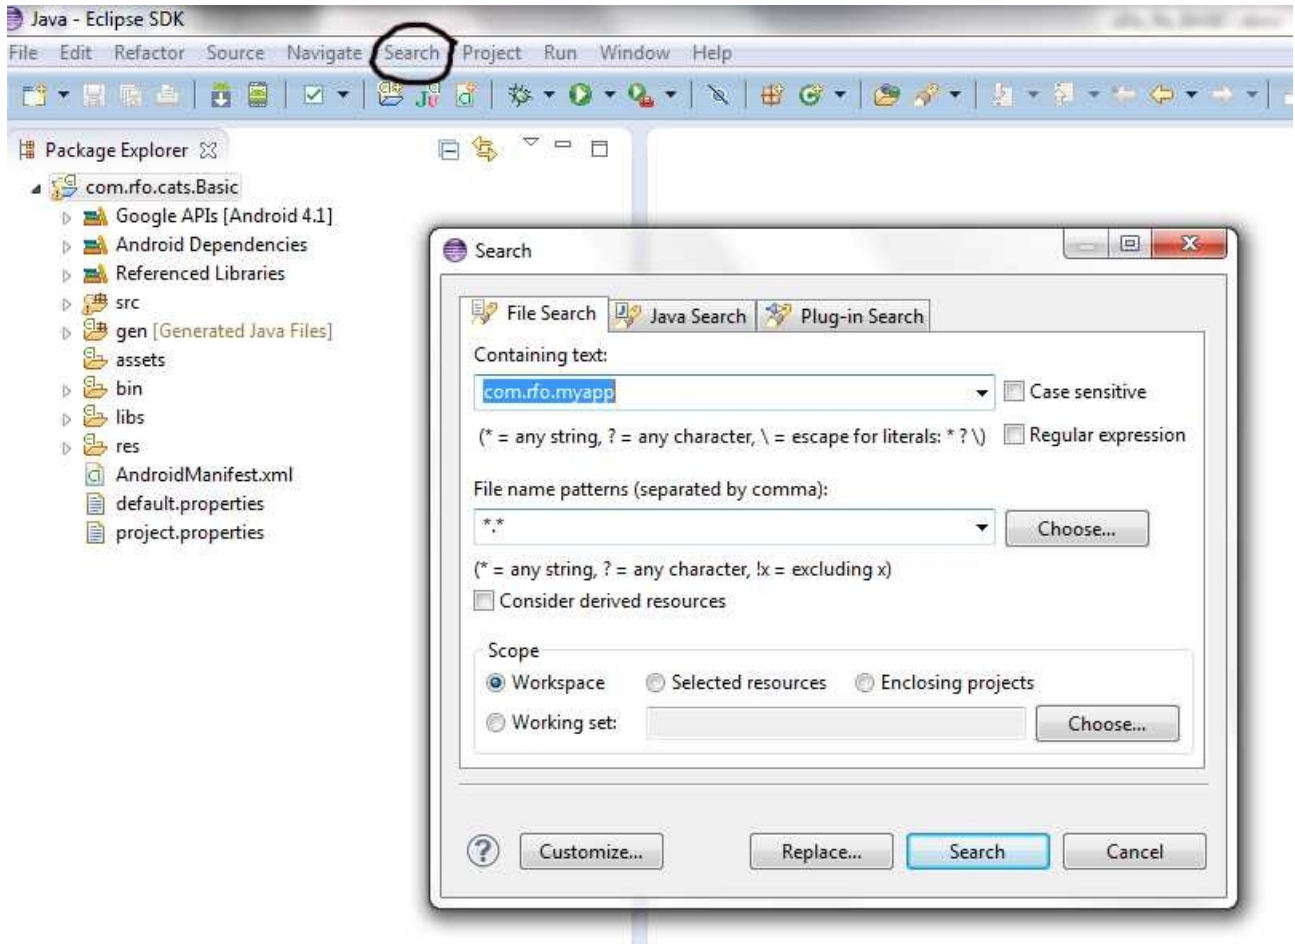 Java - Eclipse SDK
File Edit Refactor Source Navigate Search Project Run Window Help
Package Explorer
com.rfo.cats.Basic
Google APIs [Android 4.1]
Android Dependencies
Referenced Libraries
src
gen [Generated Java Files]
assets
bin
libs
res
AndroidManifest.xml
default.properties
project.properties
Search
File Search Java Search Plug-in Search
Containing text:
com.rfo.myapp Case sensitive
(* = any string, ? = any character, \ = escape for literals: * ? \) Regular expression
File name patterns (separated by comma):
*.* Choose...
(* = any string, ? = any character, !x = excluding x)
Consider derived resources
Scope
Workspace Selected resources Enclosing projects
Working set: Choose...
Customize... Replace... Search Cancel